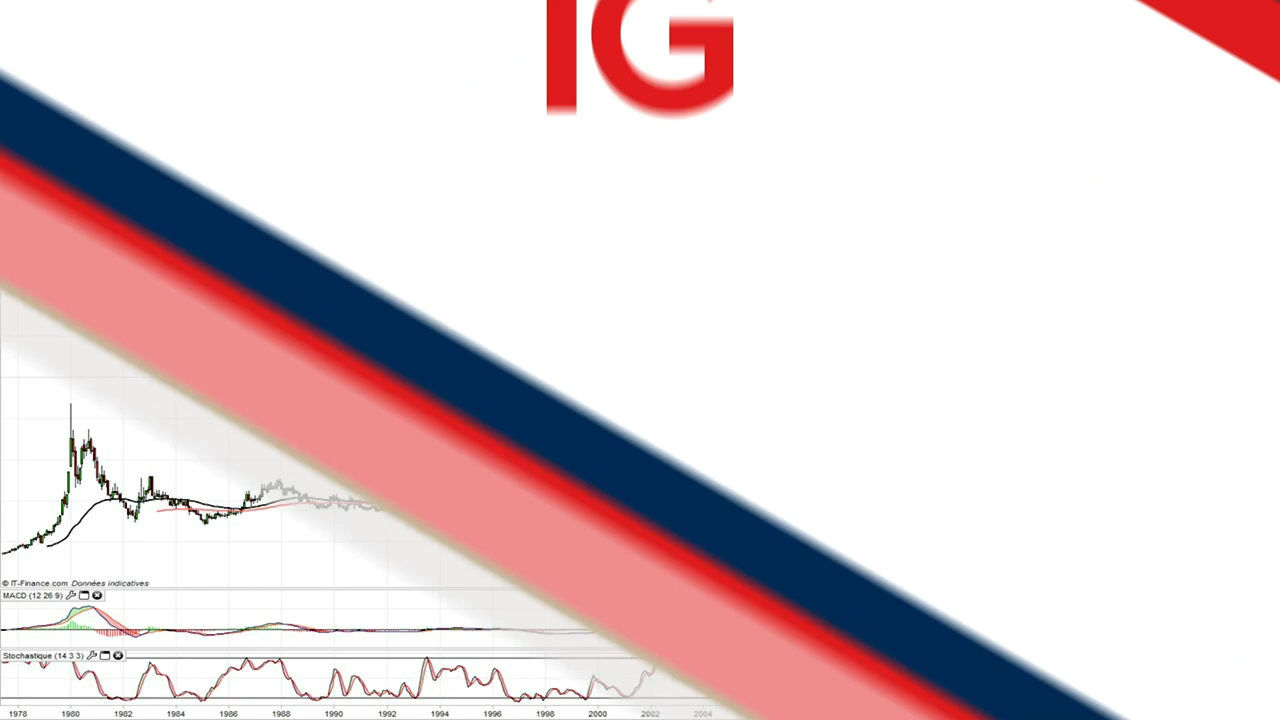 IG
© IT-Finance.com Données indicatives
MACD (12 26 9)
Stochastique (14 3 3)
1978 1980 1982 1984 1986 1988 1990 1992 1994 1996 1998 2000 2002 2004